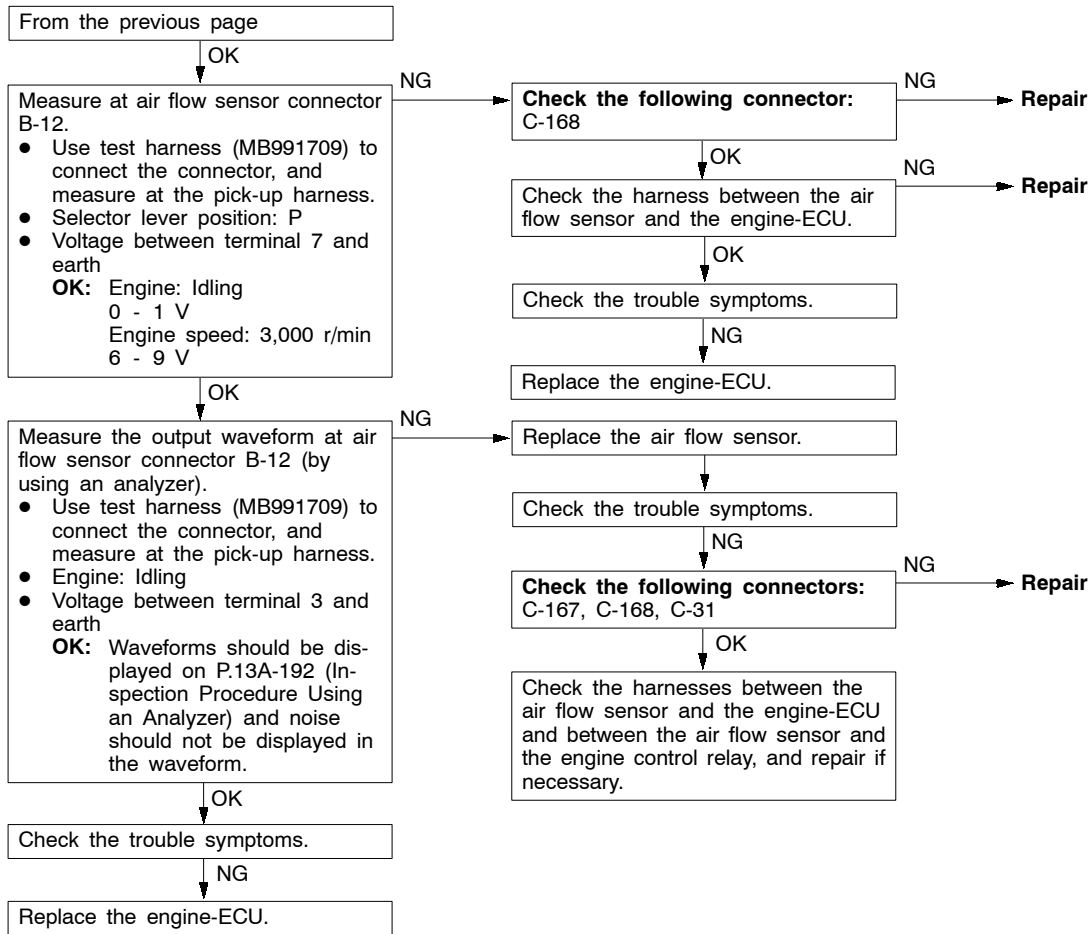 From the previous page
OK
Measure at air flow sensor connector
B-12.
● Use test harness (MB991709) to
connect the connector, and
measure at the pick-up harness.
● Selector lever position: P
● Voltage between terminal 7 and
earth
OK: Engine: Idling
0 - 1 V
Engine speed: 3,000 r/min
6 - 9 V
NG
Check the following connector:
C-168
NG
Repair
OK
Check the harness between the air
flow sensor and the engine-ECU.
NG
Repair
OK
Check the trouble symptoms.
NG
Replace the engine-ECU.
OK
Measure the output waveform at air
flow sensor connector B-12 (by
using an analyzer).
● Use test harness (MB991709) to
connect the connector, and
measure at the pick-up harness.
● Engine: Idling
● Voltage between terminal 3 and
earth
OK: Waveforms should be dis-
played on P.13A-192 (In-
spection Procedure Using
an Analyzer) and noise
should not be displayed in
the waveform.
NG
Replace the air flow sensor.
Check the trouble symptoms.
NG
Check the following connectors:
C-167, C-168, C-31
NG
Repair
OK
Check the harnesses between the
air flow sensor and the engine-ECU
and between the air flow sensor and
the engine control relay, and repair if
necessary.
OK
Check the trouble symptoms.
NG
Replace the engine-ECU.